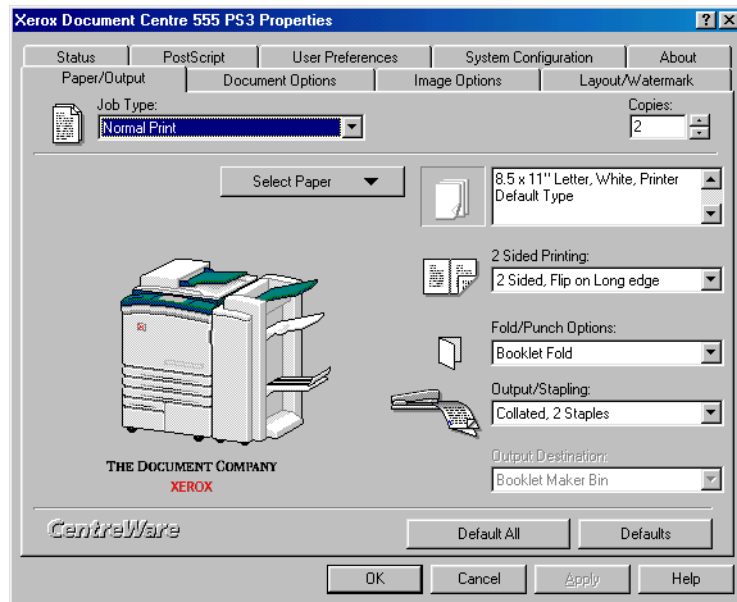 Xerox Document Centre 555 PS3 Properties
Status PostScript User Preferences System Configuration About
Paper/Output Document Options Image Options Layout/Watermark
Job Type:
Normal Print
Copies:
2
Select Paper
8.5 x 11" Letter, White, Printer
Default Type
2 Sided Printing:
2 Sided, Flip on Long edge
Fold/Punch Options:
Booklet Fold
Output/Stapling:
Collated, 2 Staples
Output Destination:
Booklet Maker Bin
THE DOCUMENT COMPANY
XEROX
CentreWare
Default All Defaults
OK Cancel Apply Help